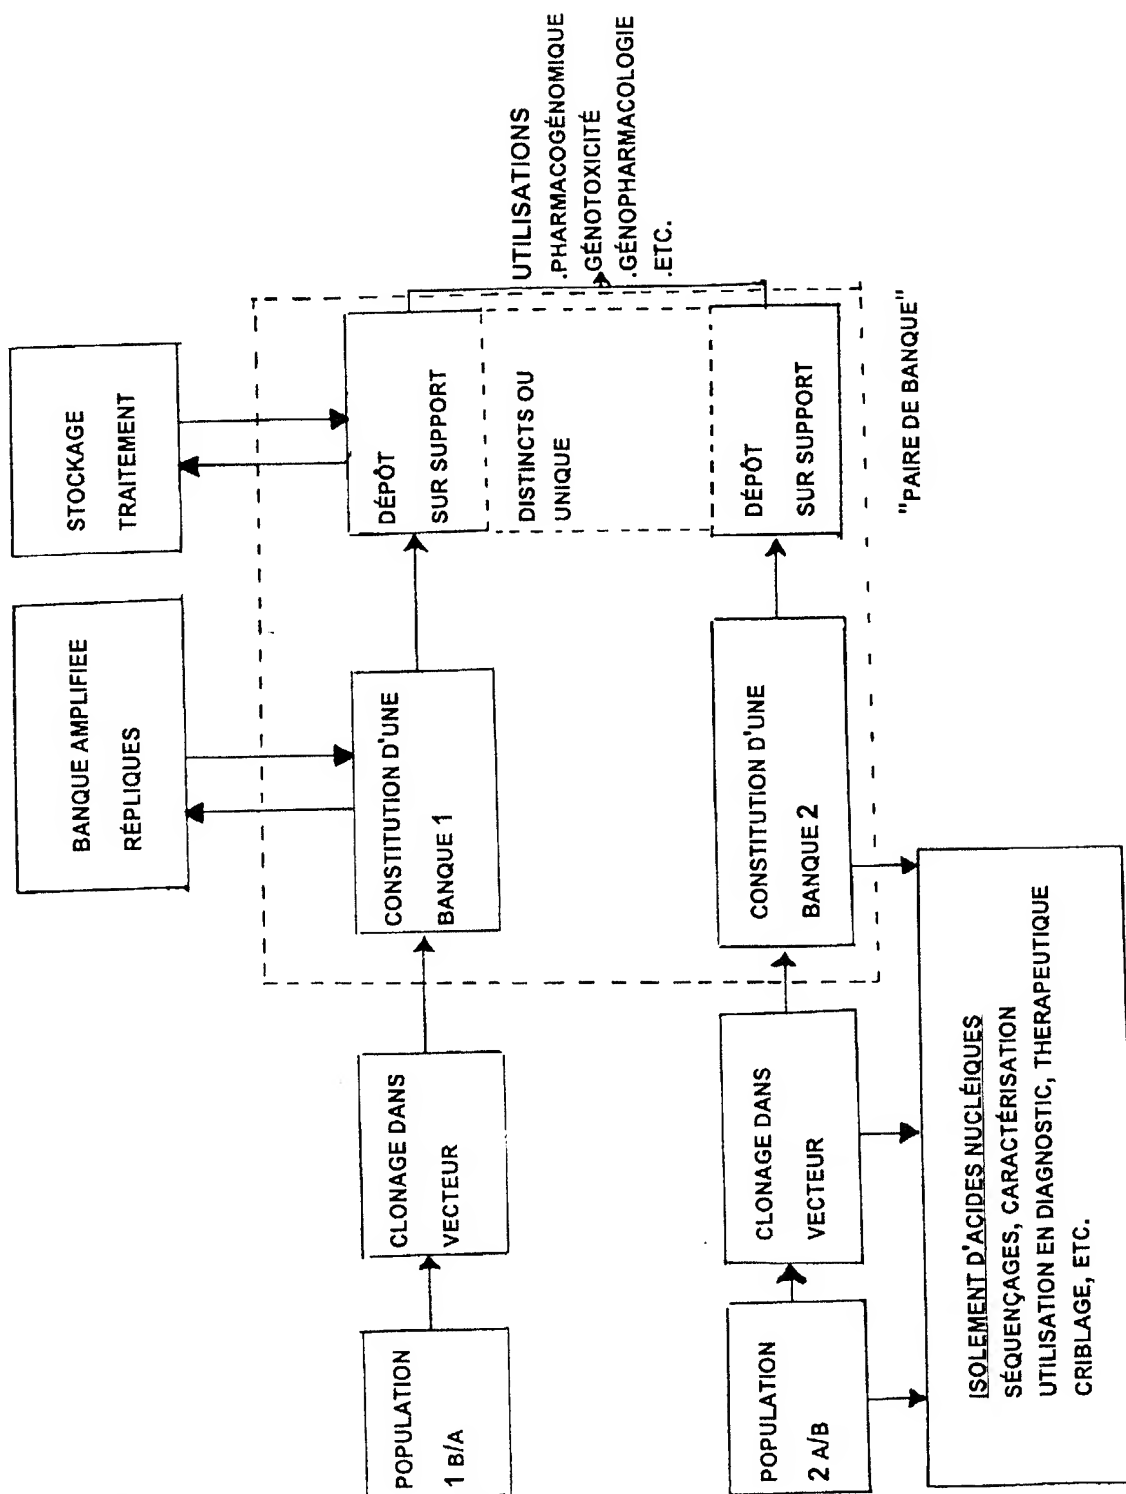 BANQUE AMPLIFIEE
RÉPLIQUES
STOCKAGE
TRAITEMENT
POPULATION
1 B/A
CLONAGE DANS
VECTEUR
CONSTITUTION D'UNE
BANQUE 1
DÉPÔT
SUR SUPPORT
DISTINCTS OU
UNIQUE
UTILISATIONS
.PHARMACOGÉNOMIQUE
.GÉNOTOXICITÉ
.GÉNOPHARMACOLOGIE
.ETC.
POPULATION
2 A/B
CLONAGE DANS
VECTEUR
CONSTITUTION D'UNE
BANQUE 2
DÉPÔT
SUR SUPPORT
"PAIRE DE BANQUE"
ISOLEMENT D'ACIDES NUCLÉIQUES
SÉQUENÇAGES, CARACTÉRISATION
UTILISATION EN DIAGNOSTIC, THERAPEUTIQUE
CRIBLAGE, ETC.